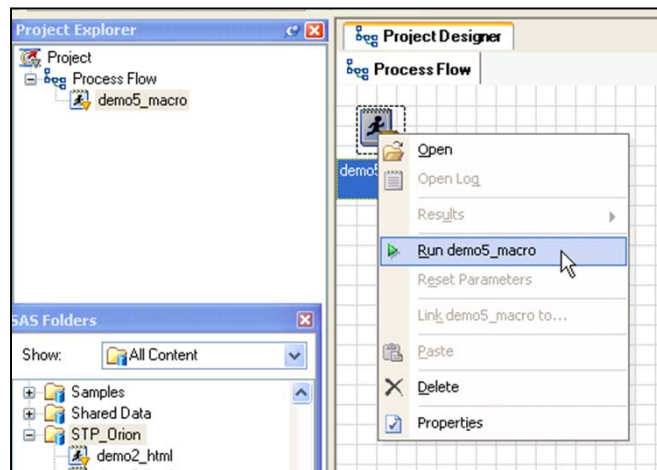 Project Explorer
Project
Process Flow
demo5_macro
SAS Folders
Show:
All Content
Samples
Shared Data
STP_Orion
demo2_html
Project Designer
Process Flow
Open
Open Log
Results
Run demo5_macro
Reset Parameters
Link demo5_macro to...
Paste
Delete
Properties